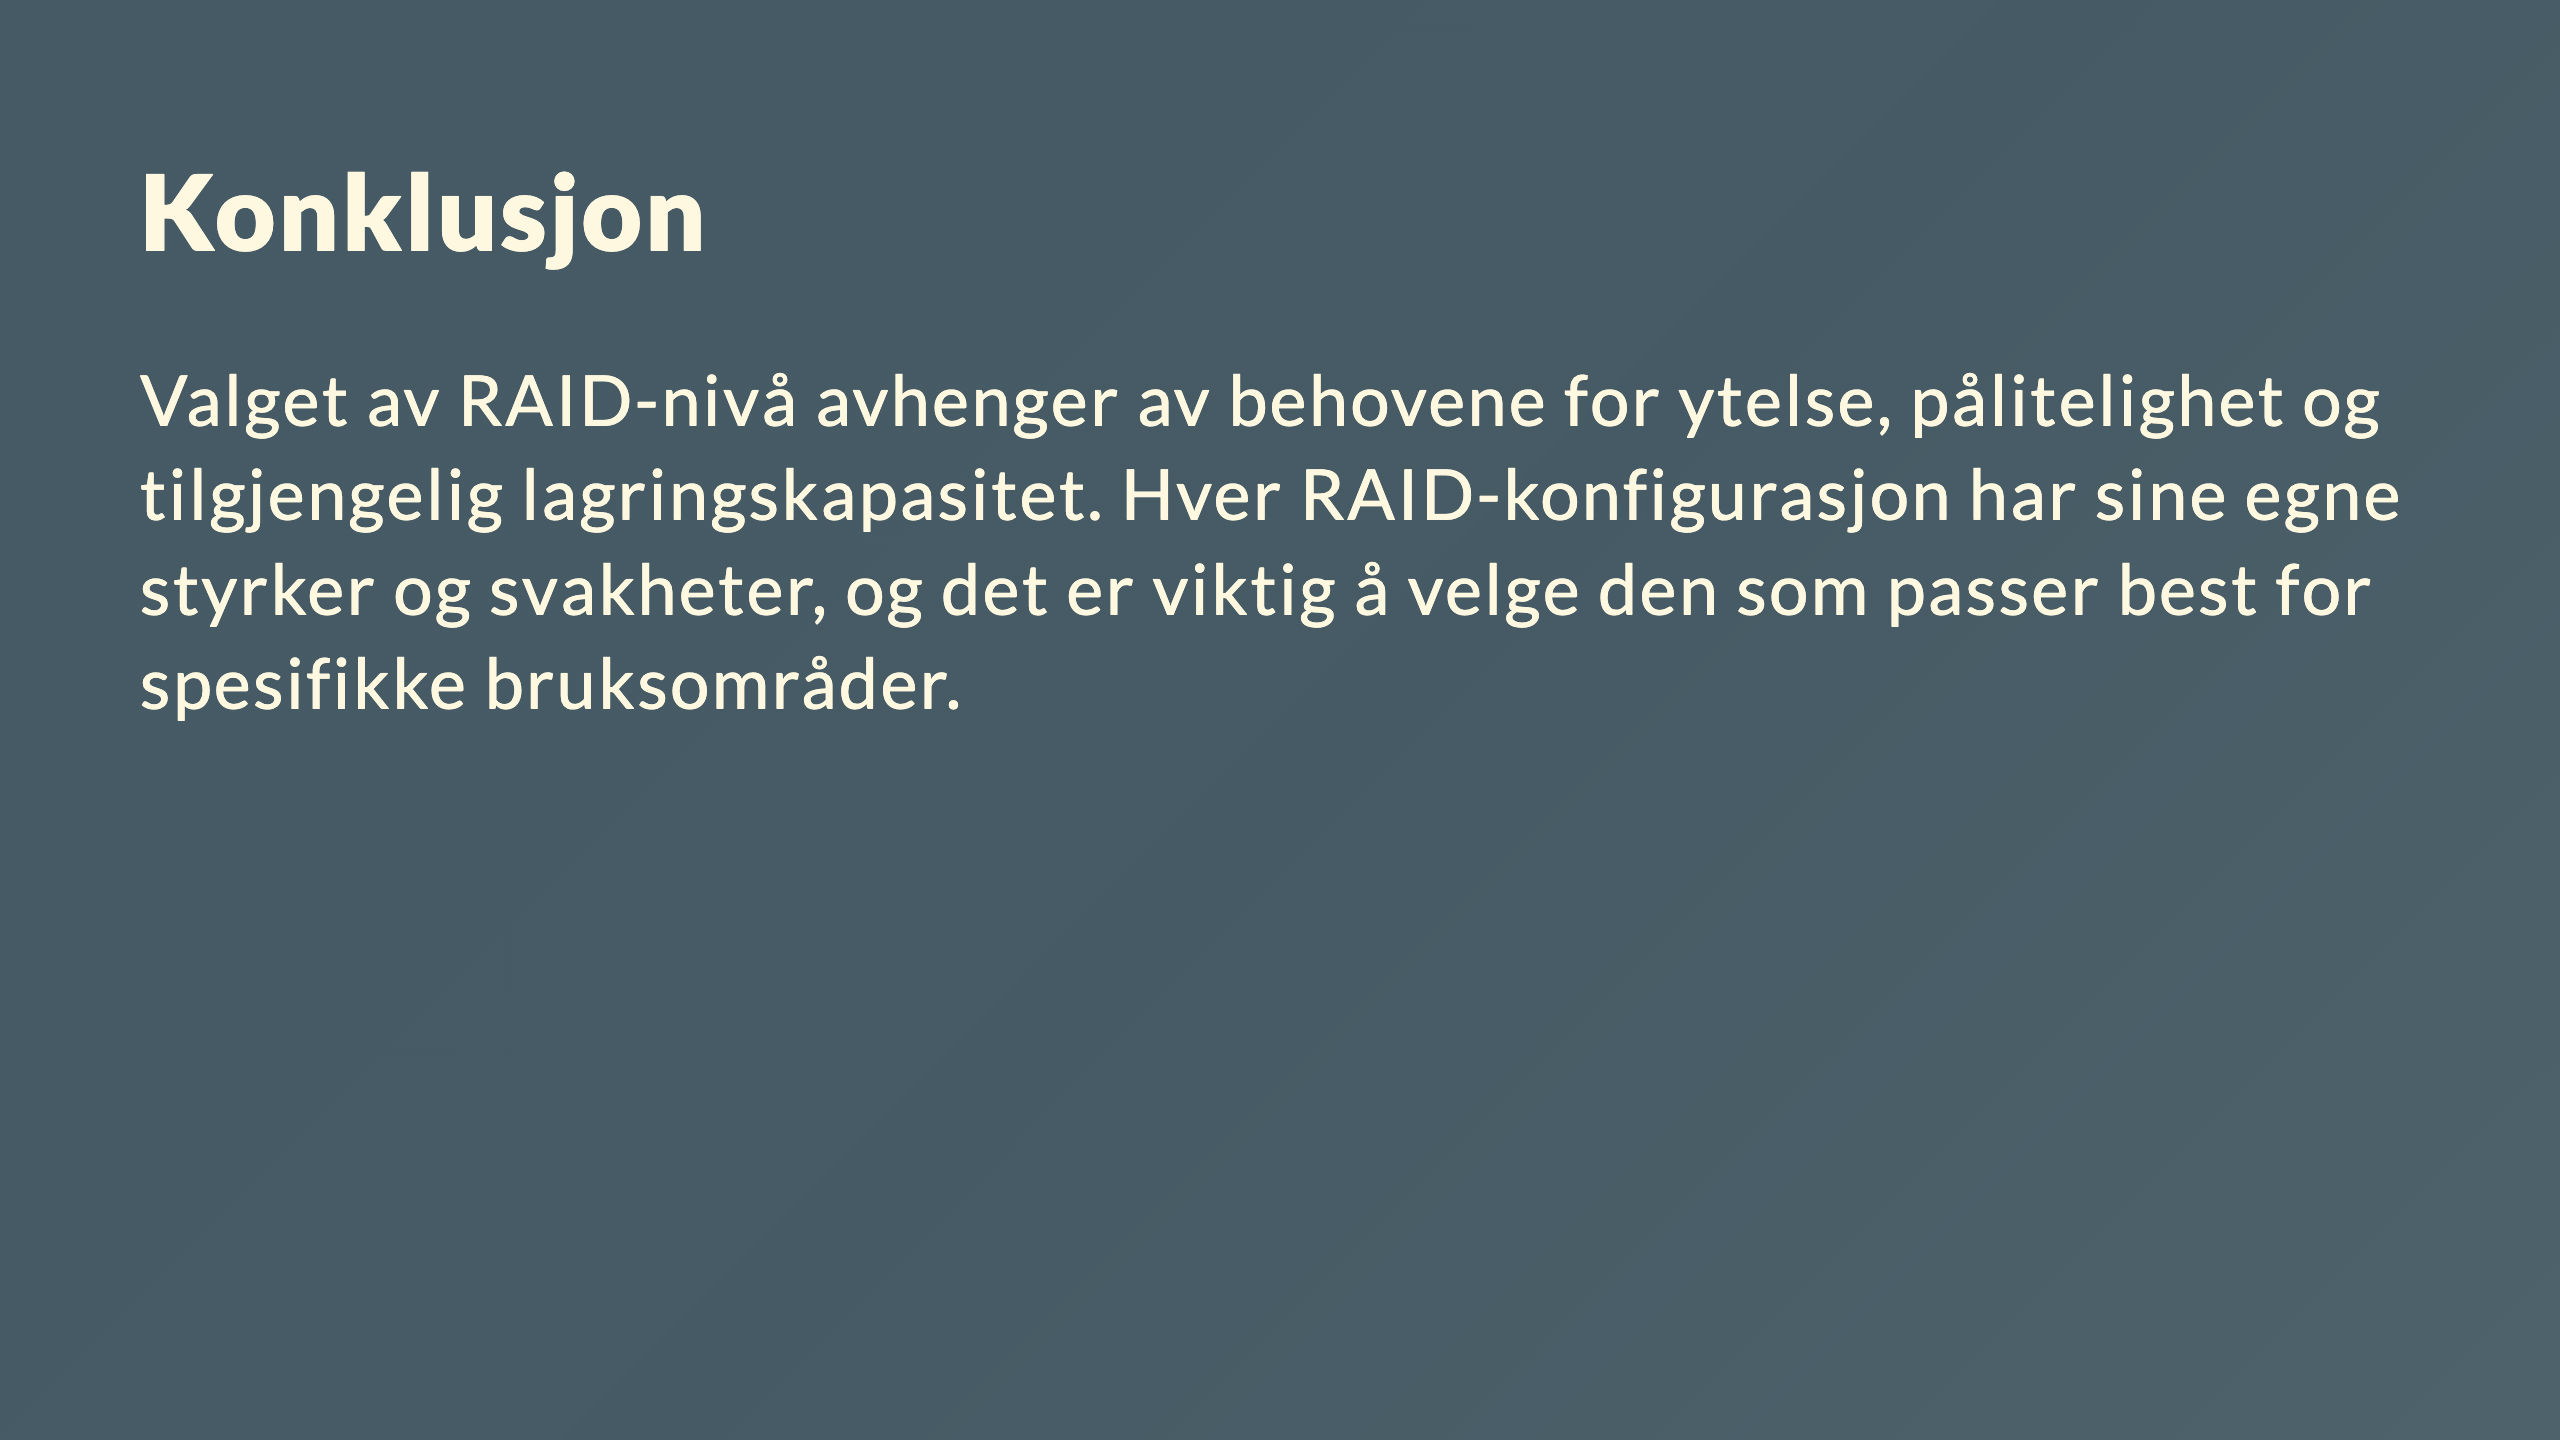 Konklusjon
Valget av RAID-nivå avhenger av behovene for ytelse, pålitelighet og
tilgjengelig lagringskapasitet. Hver RAID-konfigurasjon har sine egne
styrker og svakheter, og det er viktig å velge den som passer best for
spesifikke bruksområder.